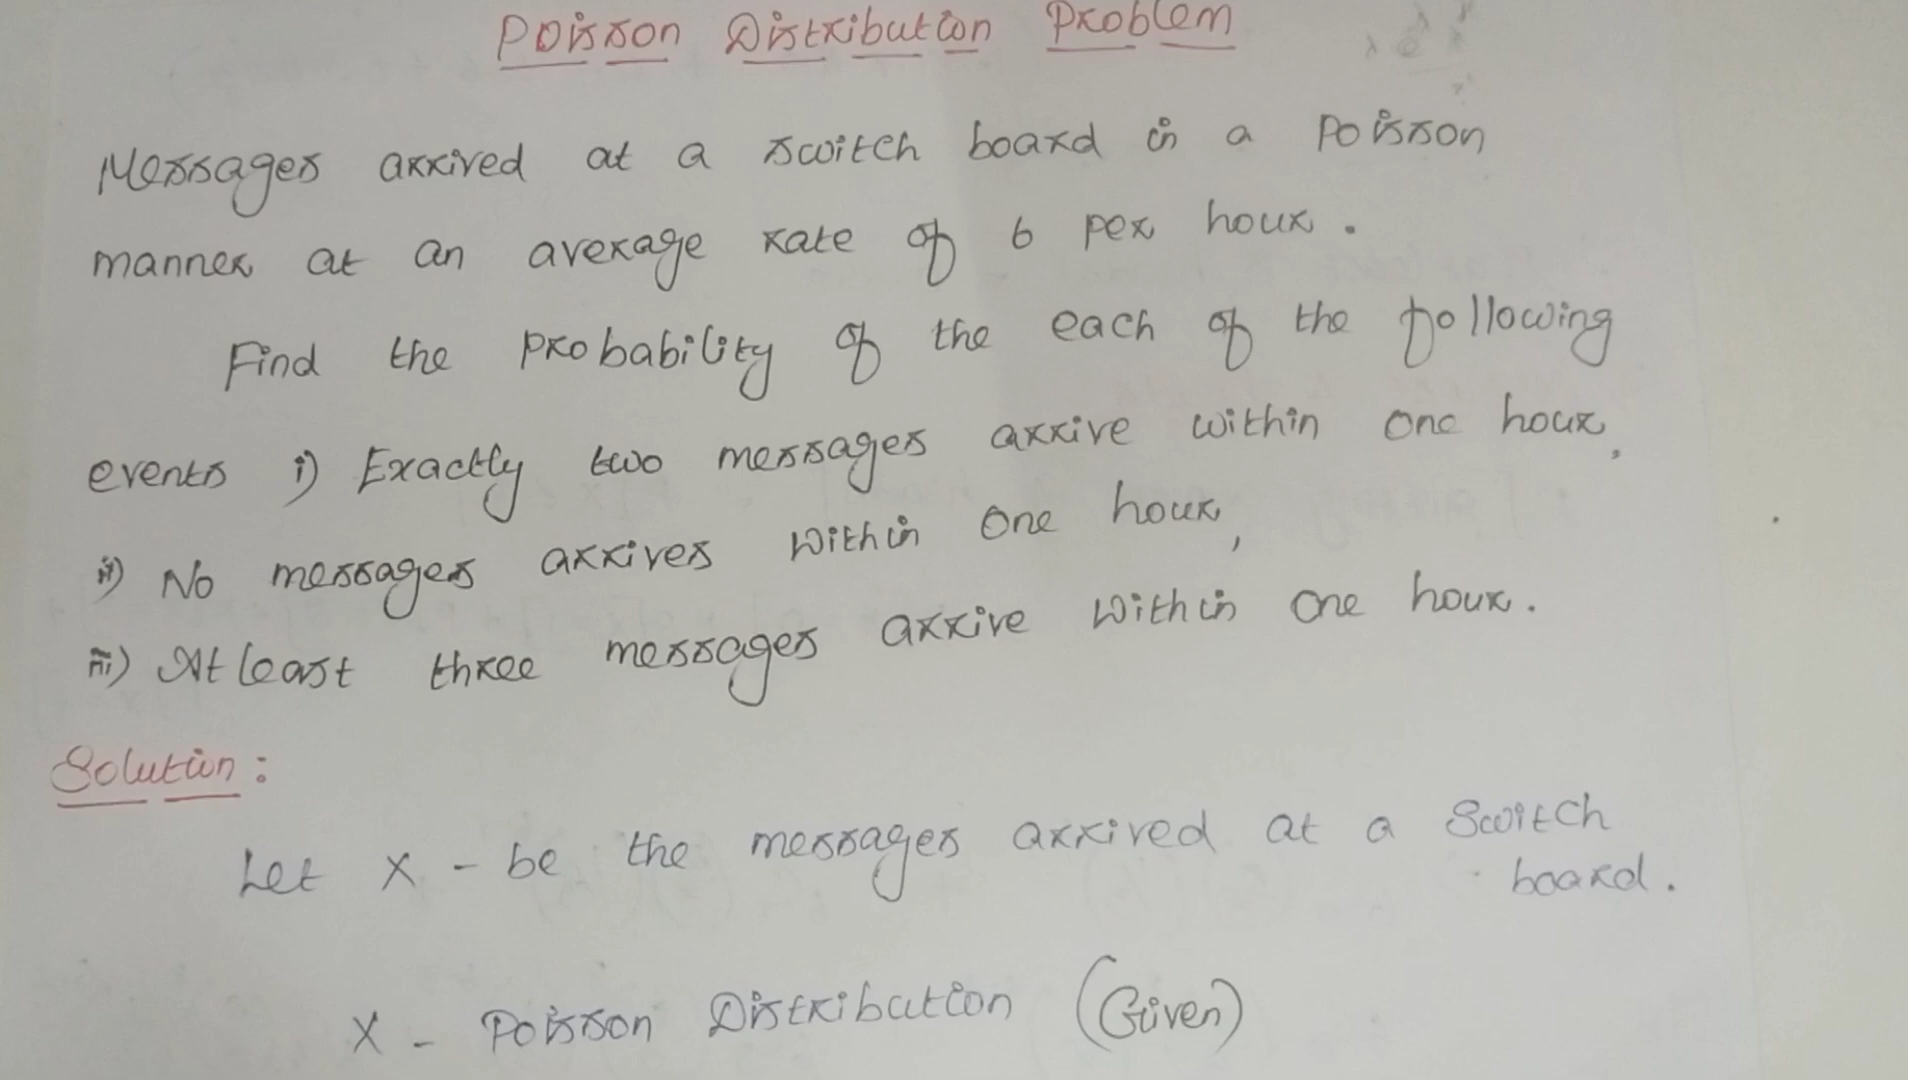 Poisson Distribution Problem
Messages arrived at a switch board in a Poisson
manner at an average rate of 6 per hour.
Find the probability of the each of the following
events i) Exactly two messages arrive within one hour,
ii) No messages arrives within one hour,
iii) At least three messages arrive within one hour.
Solution:
Let X - be the messages arrived at a switch
board.
X - Poisson Distribution (Given)